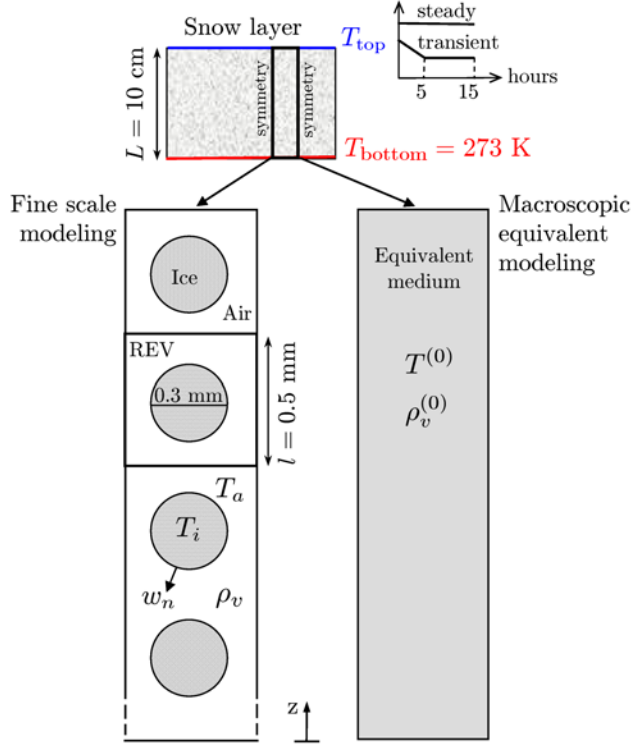 Snow layer
T_top
steady
transient
hours
5 15
L = 10 cm
symmetry
symmetry
T_bottom = 273 K
Fine scale
modeling
Macroscopic
equivalent
modeling
Ice
Air
REV
0.3 mm
l = 0.5 mm
T_a
T_i
w_n
ρ_v
z
Equivalent
medium
T^(0)
ρ_v^(0)